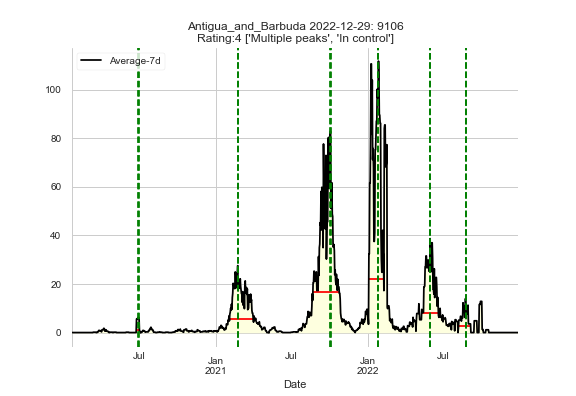 Antigua_and_Barbuda 2022-12-29: 9106
Rating:4 ['Multiple peaks', 'In control']
Average-7d
100
80
60
40
20
0
Jul
Jan
2021
Jul
Jan
2022
Jul
Date